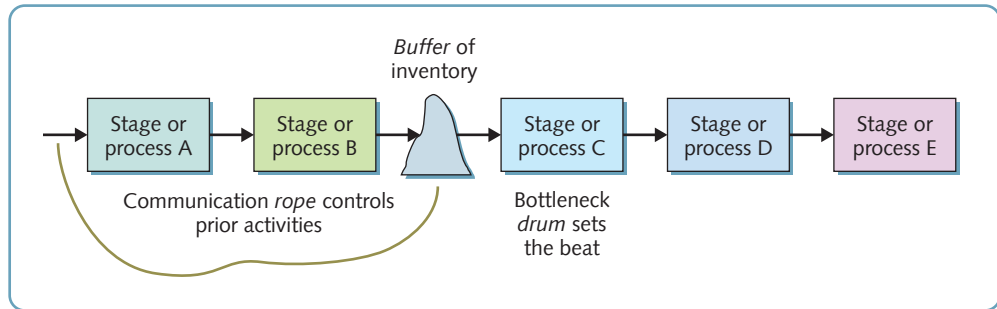 Buffer of
inventory
Stage or
process A
Stage or
process B
Stage or
process C
Stage or
process D
Stage or
process E
Communication rope controls
prior activities
Bottleneck
drum sets
the beat